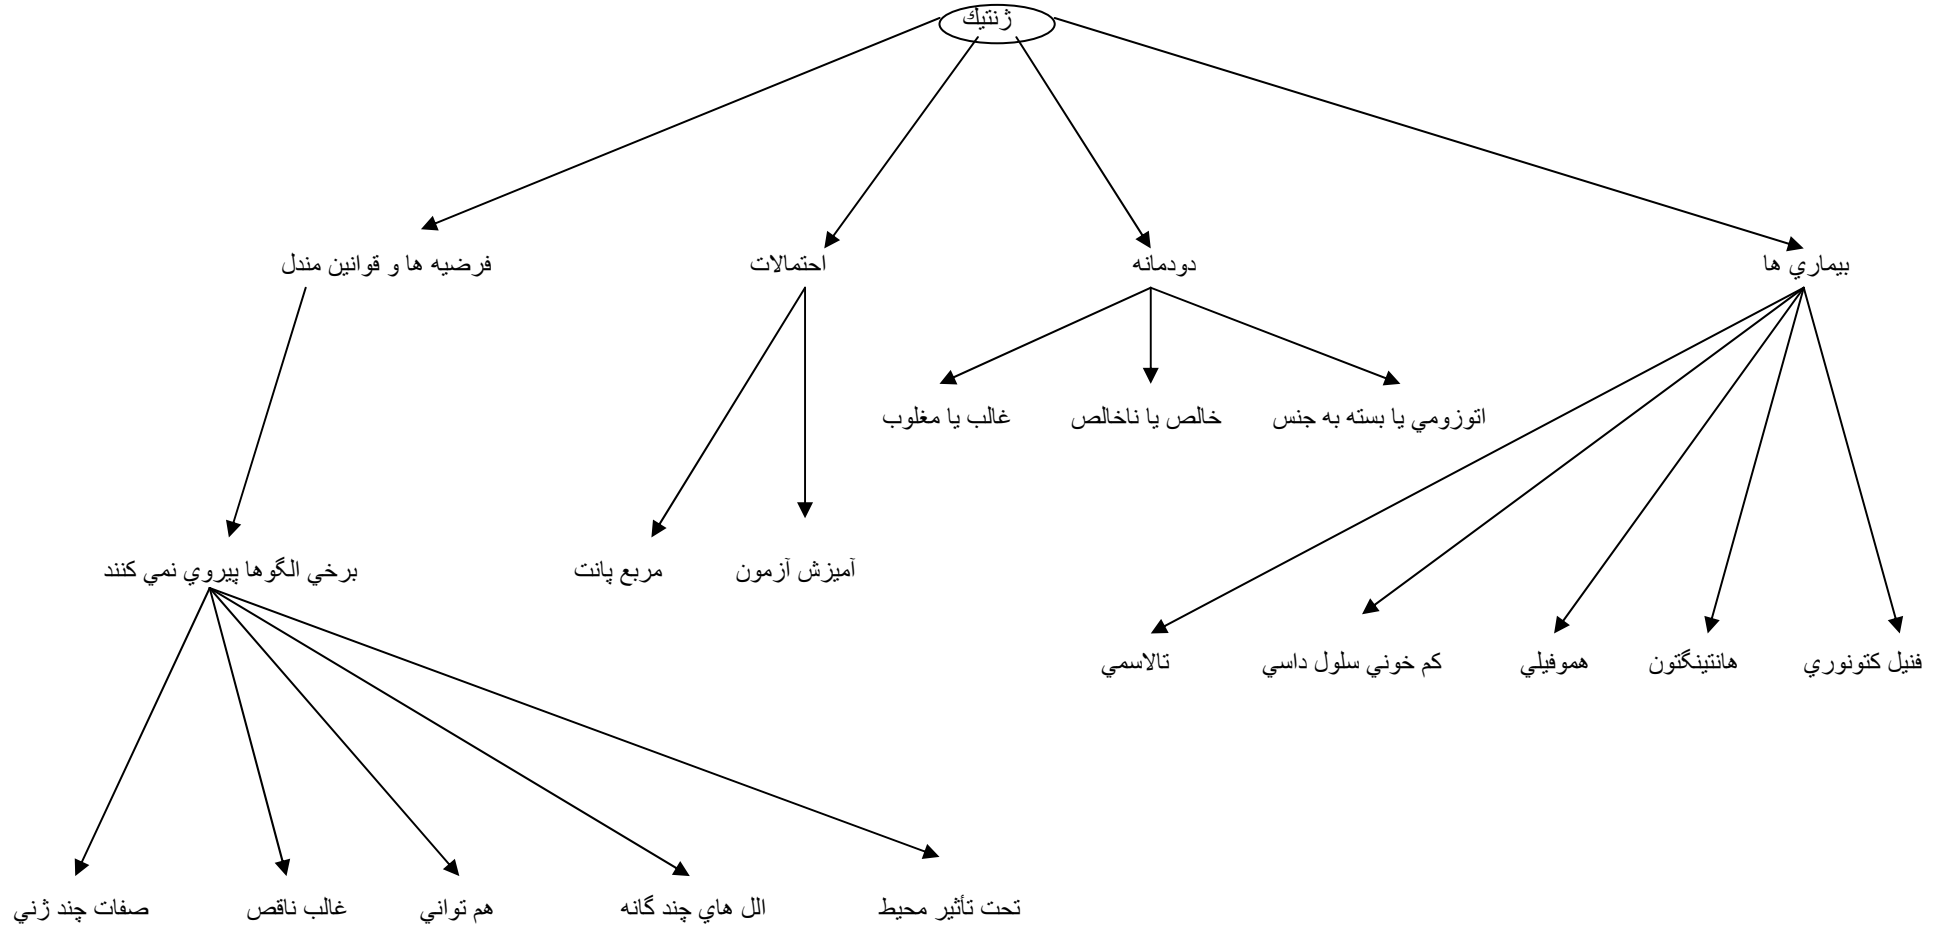 ژنتيك
بيماري ها
دودمانه
احتمالات
فرضيه ها و قوانين مندل
اتوزومي يا بسته به جنس
خالص يا ناخالص
غالب يا مغلوب
آميزش آزمون
مربع پانت
برخي الگوها پيروي نمي كنند
فنيل كتونوري
هانتينگتون
هموفيلي
كم خوني سلول داسي
تالاسمي
تحت تأثير محيط
الل هاي چند گانه
هم تواني
غالب ناقص
صفات چند ژني